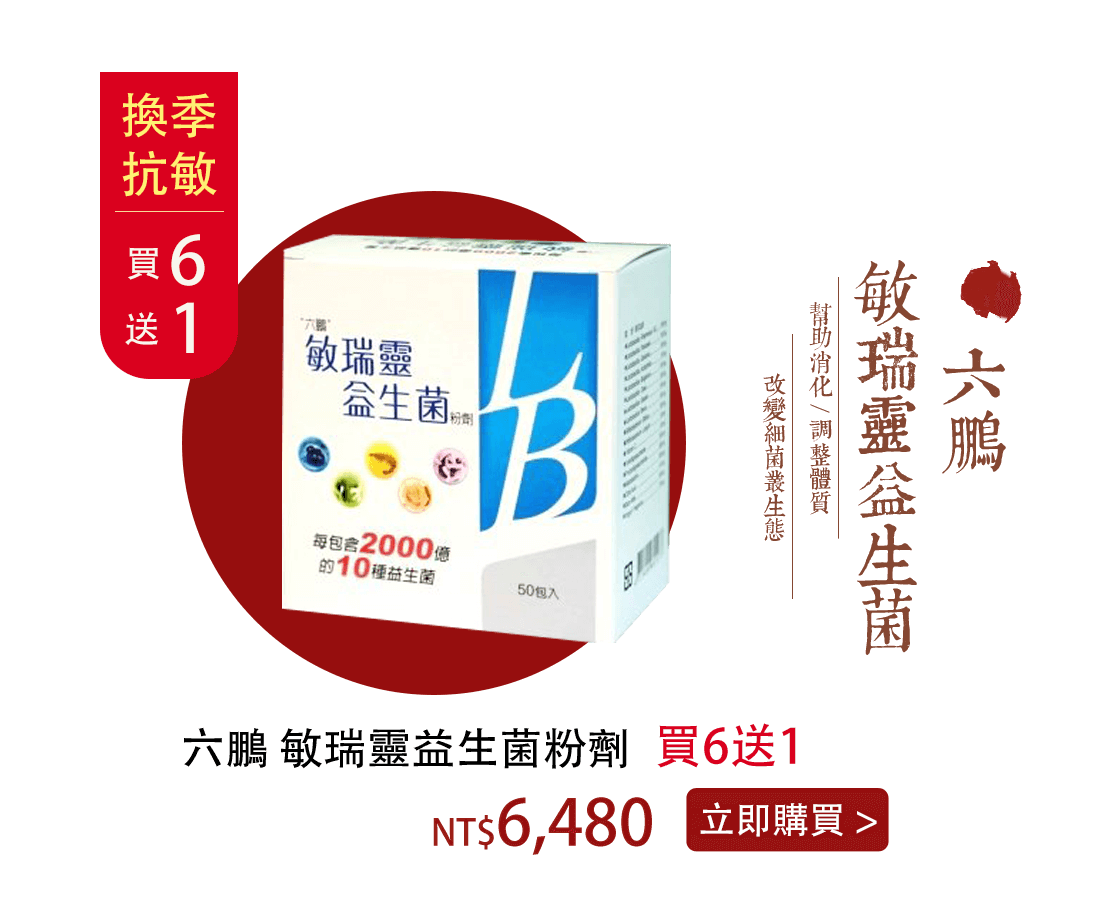 換季
抗敏
買6
送1
"六鵬"
敏瑞靈
益生菌粉劑
LB
每包含2000億
的10種益生菌
50包入
六鵬
敏瑞靈益生菌
幫助消化/調整體質
改變細菌叢生態
六鵬 敏瑞靈益生菌粉劑 買6送1
NT$6,480
立即購買 >